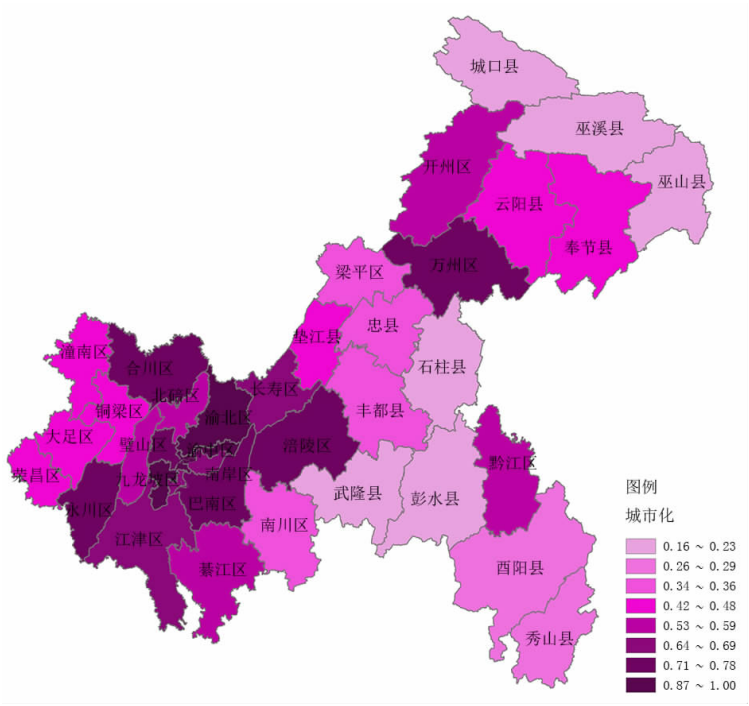 城口县
巫溪县
巫山县
开州区
云阳县
奉节县
万州区
梁平区
忠县
垫江县
石柱县
潼南区
合川区
长寿区
北碚区
渝北区
铜梁区
丰都县
大足区
璧山区
渝中区
涪陵区
荣昌区
九龙坡区
南岸区
黔江区
武隆县
彭水县
永川区
巴南区
南川区
江津区
綦江区
酉阳县
秀山县
图例
城市化
0.16 ~ 0.23
0.26 ~ 0.29
0.34 ~ 0.36
0.42 ~ 0.48
0.53 ~ 0.59
0.64 ~ 0.69
0.71 ~ 0.78
0.87 ~ 1.00